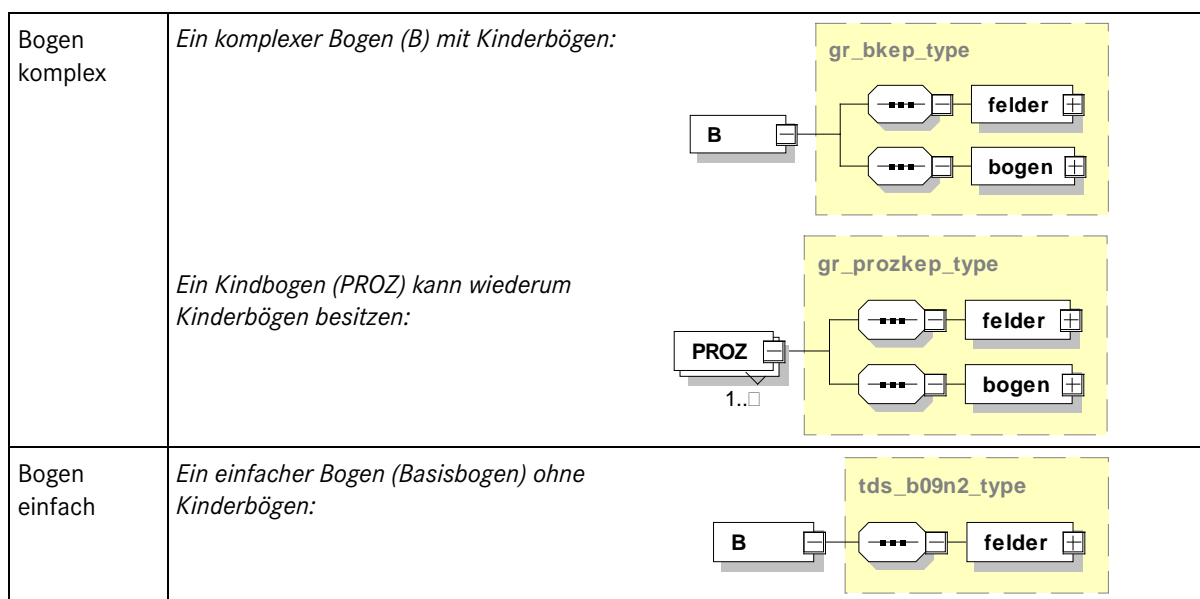 Bogen
komplex
Ein komplexer Bogen (B) mit Kinderbögen:
gr_bkep_type
felder
B
bogen
Ein Kindbogen (PROZ) kann wiederum
Kinderbögen besitzen:
gr_prozkep_type
felder
PROZ
bogen
1..□
Bogen
einfach
Ein einfacher Bogen (Basisbogen) ohne
Kinderbögen:
tds_b09n2_type
B
felder